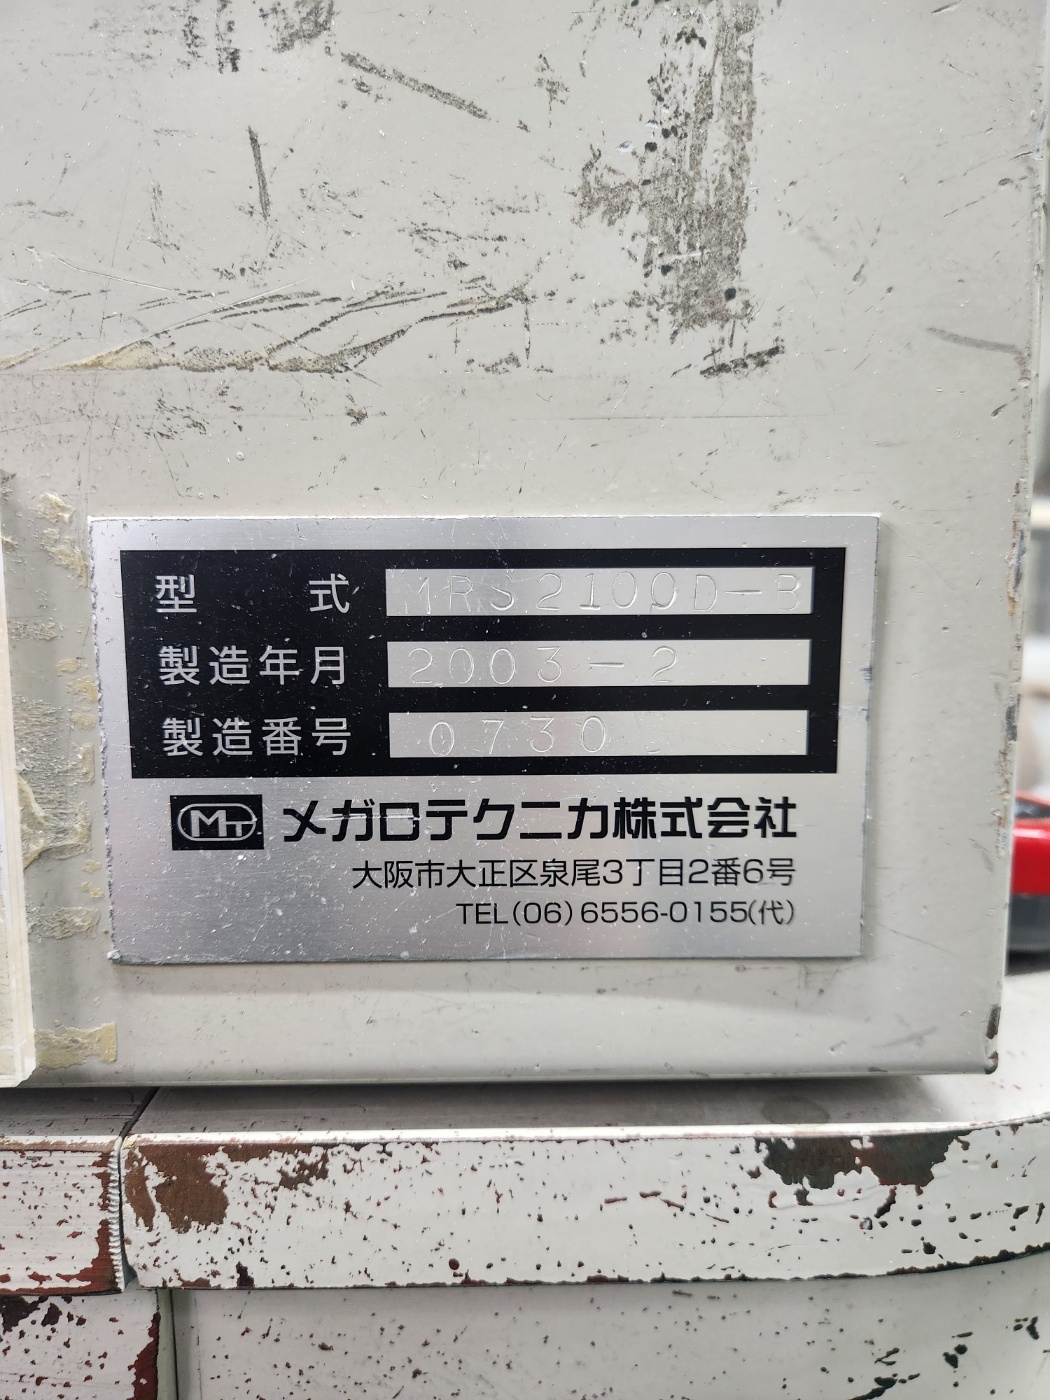 型式 MRS2100D-B
製造年月 2003-2
製造番号 0730
MT メガロテクニカ株式会社
大阪市大正区泉尾3丁目2番6号
TEL(06)6556-0155(代)